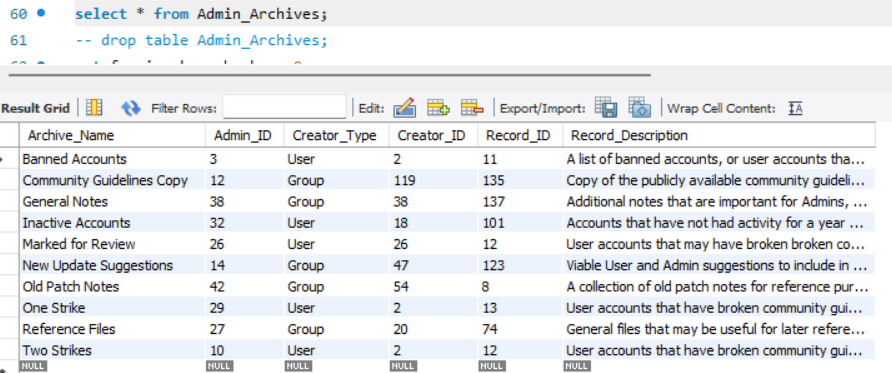 60 select * from Admin_Archives;
61 -- drop table Admin_Archives;
Result Grid Filter Rows: Edit: Export/Import: Wrap Cell Content:
Archive_Name Admin_ID Creator_Type Creator_ID Record_ID Record_Description
Banned Accounts 3 User 2 11 A list of banned accounts, or user accounts tha...
Community Guidelines Copy 12 Group 119 135 Copy of the publicly available community guideli...
General Notes 38 Group 38 137 Additional notes that are important for Admins, ...
Inactive Accounts 32 User 18 101 Accounts that have not had activity for a year ...
Marked for Review 26 User 26 12 User accounts that may have broken broken co...
New Update Suggestions 14 Group 47 123 Viable User and Admin suggestions to include in ...
Old Patch Notes 42 Group 54 8 A collection of old patch notes for reference pur...
One Strike 29 User 2 13 User accounts that have broken community gui...
Reference Files 27 Group 20 74 General files that may be useful for later refere...
Two Strikes 10 User 2 12 User accounts that have broken community gui...
NULL NULL NULL NULL NULL NULL